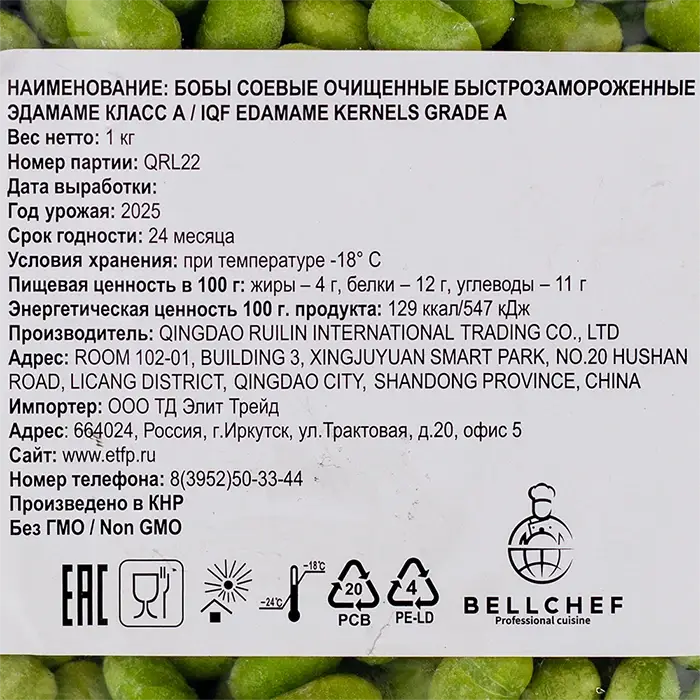 НАИМЕНОВАНИЕ: БОБЫ СОЕВЫЕ ОЧИЩЕННЫЕ БЫСТРОЗАМОРОЖЕННЫЕ
ЭДАМАМЕ КЛАСС А / IQF EDAMAME KERNELS GRADE A
Вес нетто: 1 кг
Номер партии: QRL22
Дата выработки:
Год урожая: 2025
Срок годности: 24 месяца
Условия хранения: при температуре -18° С
Пищевая ценность в 100 г: жиры – 4 г, белки – 12 г, углеводы – 11 г
Энергетическая ценность 100 г. продукта: 129 ккал/547 кДж
Производитель: QINGDAO RUILIN INTERNATIONAL TRADING CO., LTD
Адрес: ROOM 102-01, BUILDING 3, XINGJUYUAN SMART PARK, NO.20 HUSHAN
ROAD, LICANG DISTRICT, QINGDAO CITY, SHANDONG PROVINCE, CHINA
Импортер: ООО ТД Элит Трейд
Адрес: 664024, Россия, г.Иркутск, ул.Трактовая, д.20, офис 5
Сайт: www.etfp.ru
Номер телефона: 8(3952)50-33-44
Произведено в КНР
Без ГМО / Non GMO
EAC
-18°C
-24°C
20
PCB
4
PE-LD
BELLCHEF
Professional cuisine